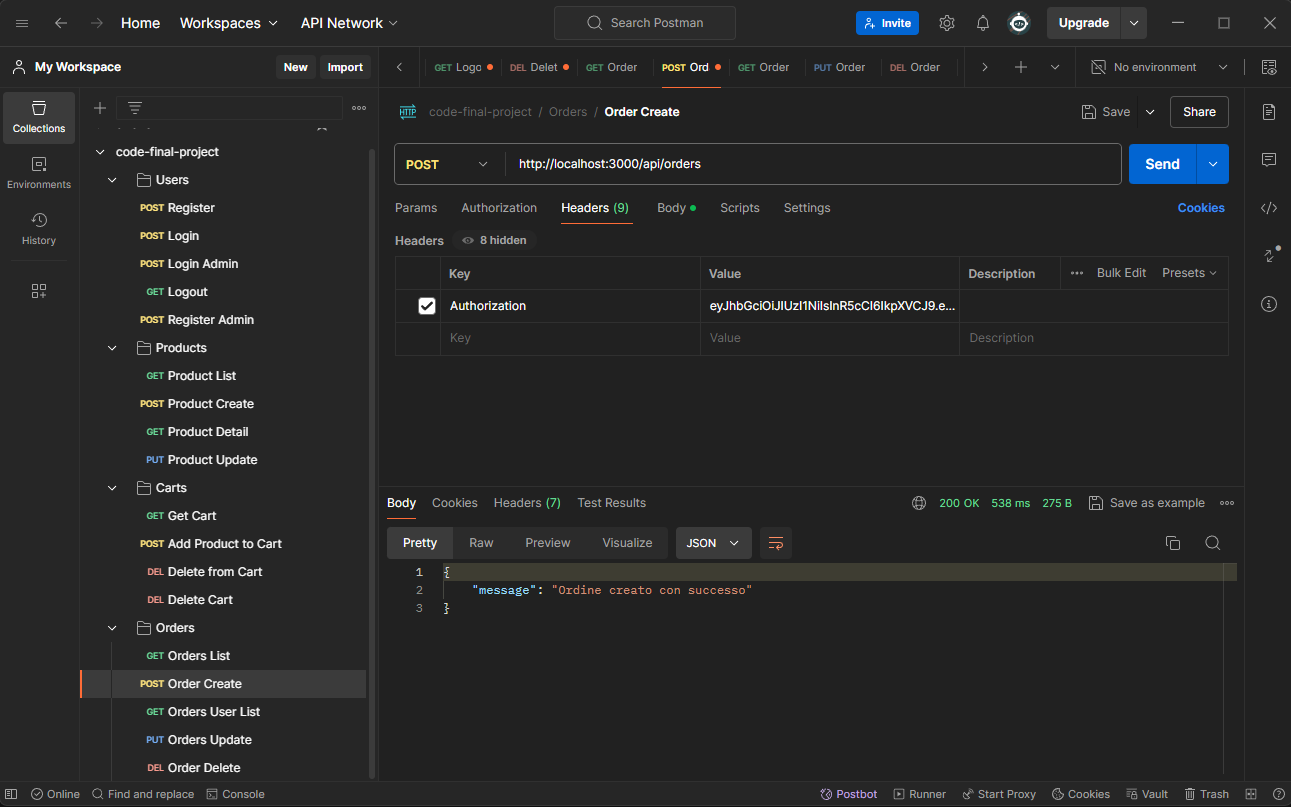 Home Workspaces API Network Search Postman Invite Upgrade
My Workspace New Import
GET Logo DEL Delet GET Order POST Ord GET Order PUT Order DEL Order No environment
Collections
Environments
History
code-final-project
Users
POST Register
POST Login
POST Login Admin
GET Logout
POST Register Admin
Products
GET Product List
POST Product Create
GET Product Detail
PUT Product Update
Carts
GET Get Cart
POST Add Product to Cart
DEL Delete from Cart
DEL Delete Cart
Orders
GET Orders List
POST Order Create
GET Orders User List
PUT Orders Update
DEL Order Delete
HTTP code-final-project / Orders / Order Create Save Share
POST http://localhost:3000/api/orders Send
Params Authorization Headers (9) Body Scripts Settings Cookies
Headers 8 hidden
Key Value Description Bulk Edit Presets
Authorization eyJhbGciOiJIUzI1NiIsInR5cCI6IkpXVCJ9.e...
Key Value Description
Body Cookies Headers (7) Test Results 200 OK 538 ms 275 B Save as example
Pretty Raw Preview Visualize JSON
1 {
2 "message": "Ordine creato con successo"
3 }
Online Find and replace Console Postbot Runner Start Proxy Cookies Vault Trash